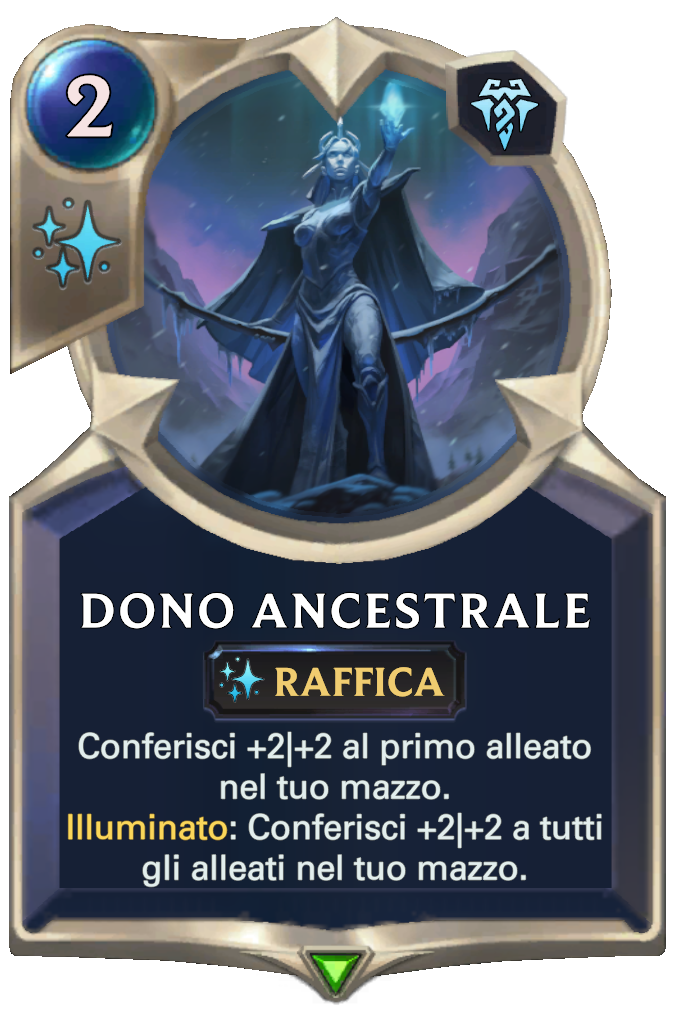 2
DONO ANCESTRALE
RAFFICA
Conferisci +2|+2 al primo alleato
nel tuo mazzo.
Illuminato: Conferisci +2|+2 a tutti
gli alleati nel tuo mazzo.